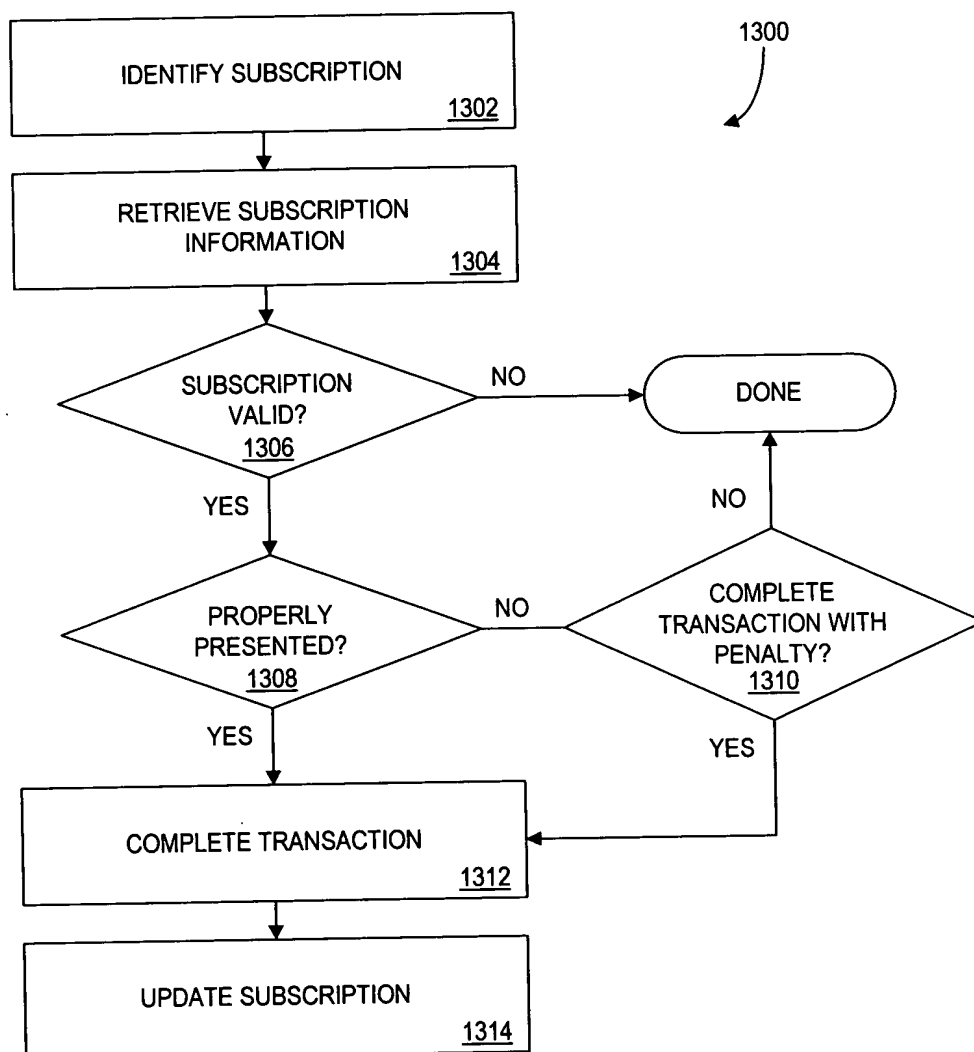 1300
IDENTIFY SUBSCRIPTION
1302
RETRIEVE SUBSCRIPTION
INFORMATION
1304
SUBSCRIPTION
VALID?
1306
NO
DONE
YES
NO
PROPERLY
PRESENTED?
1308
NO
COMPLETE
TRANSACTION WITH
PENALTY?
1310
YES
YES
COMPLETE TRANSACTION
1312
UPDATE SUBSCRIPTION
1314